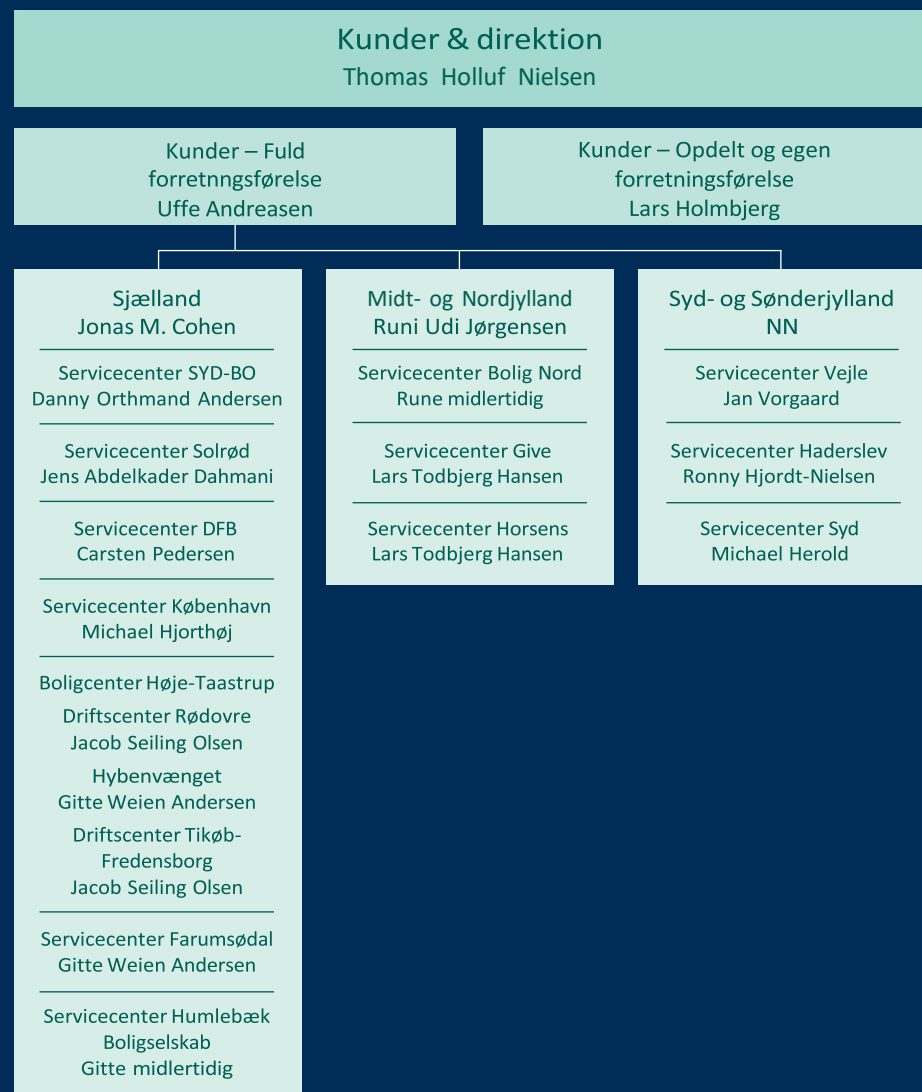 Kunder & direktion
Thomas Holluf Nielsen
Kunder – Fuld
forretnngsførelse
Uffe Andreasen
Kunder – Opdelt og egen
forretningsførelse
Lars Holmbjerg
Sjælland
Jonas M. Cohen
Servicecenter SYD-BO
Danny Orthmand Andersen
Servicecenter Solrød
Jens Abdelkader Dahmani
Servicecenter DFB
Carsten Pedersen
Servicecenter København
Michael Hjorthøj
Boligcenter Høje-Taastrup
Driftscenter Rødovre
Jacob Seiling Olsen
Hybenvænget
Gitte Weien Andersen
Driftscenter Tikøb-
Fredensborg
Jacob Seiling Olsen
Servicecenter Farumsødal
Gitte Weien Andersen
Servicecenter Humlebæk
Boligselskab
Gitte midlertidig
Midt- og Nordjylland
Runi Udi Jørgensen
Servicecenter Bolig Nord
Rune midlertidig
Servicecenter Give
Lars Todbjerg Hansen
Servicecenter Horsens
Lars Todbjerg Hansen
Syd- og Sønderjylland
NN
Servicecenter Vejle
Jan Vorgaard
Servicecenter Haderslev
Ronny Hjordt-Nielsen
Servicecenter Syd
Michael Herold